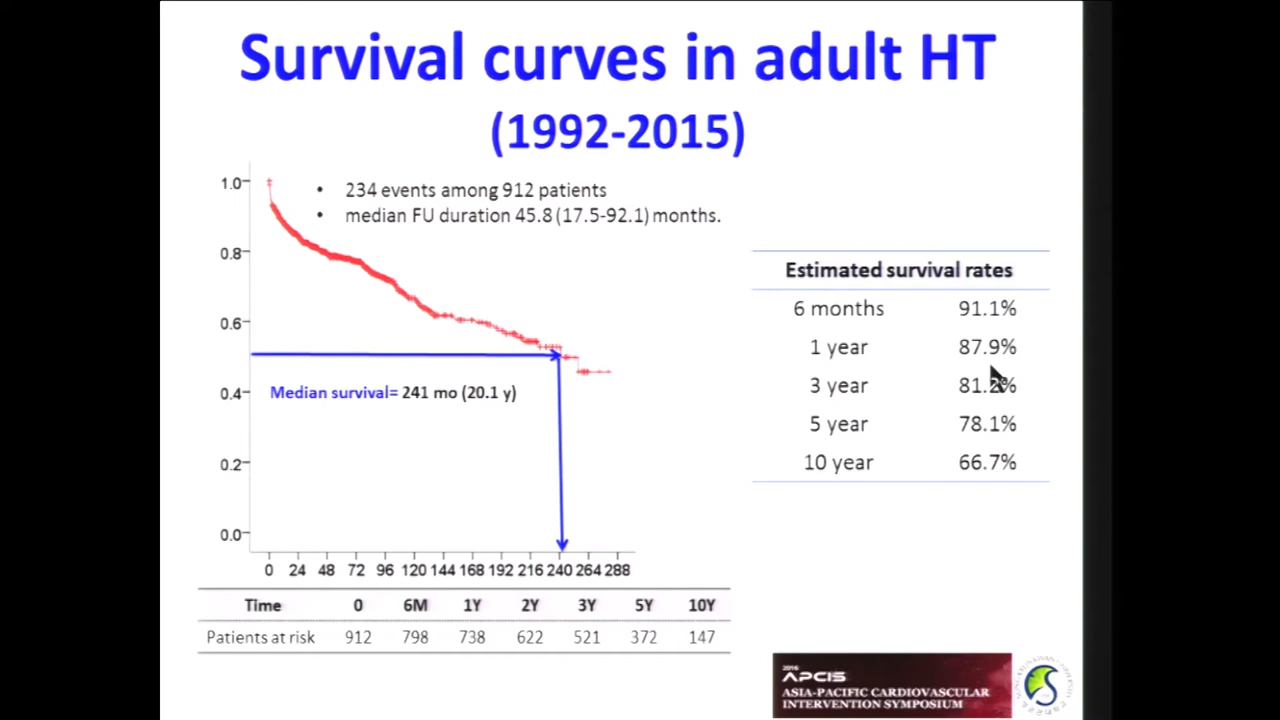 Survival curves in adult HT
(1992-2015)
• 234 events among 912 patients
• median FU duration 45.8 (17.5-92.1) months.
1.0
0.8
0.6
0.4
0.2
0.0
Median survival= 241 mo (20.1 y)
0 24 48 72 96 120 144 168 192 216 240 264 288
Time 0 6M 1Y 2Y 3Y 5Y 10Y
Patients at risk 912 798 738 622 521 372 147
Estimated survival rates
6 months 91.1%
1 year 87.9%
3 year 81.2%
5 year 78.1%
10 year 66.7%
2016
APCIS
ASIA-PACIFIC CARDIOVASCULAR
INTERVENTION SYMPOSIUM